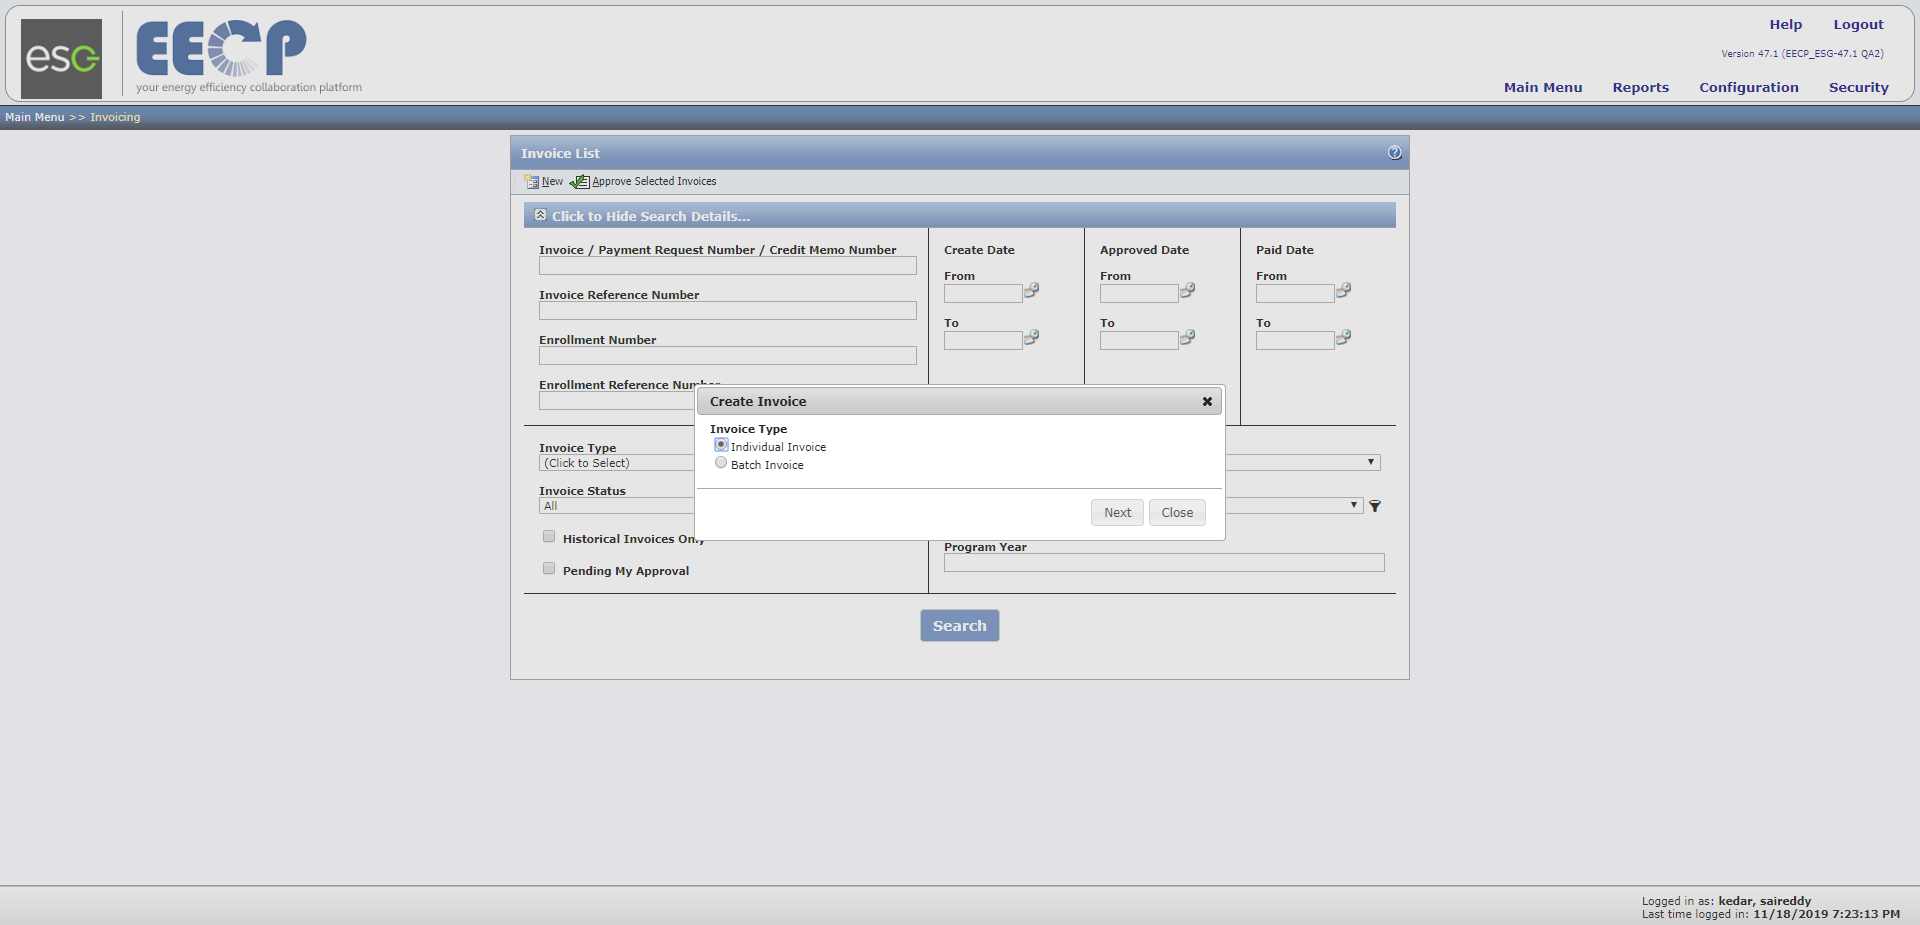 esg
EECP
your energy efficiency collaboration platform
Help Logout
Version 47.1 (EECP_ESG-47.1 QA2)
Main Menu Reports Configuration Security
Main Menu >> Invoicing
Invoice List
New Approve Selected Invoices
Click to Hide Search Details...
Invoice / Payment Request Number / Credit Memo Number
Create Date Approved Date Paid Date
From From From
Invoice Reference Number
To To To
Enrollment Number
Enrollment Reference Number
Create Invoice
Invoice Type
Individual Invoice
Batch Invoice
Next Close
Invoice Type
(Click to Select)
Invoice Status
All
Historical Invoices Only
Program Year
Pending My Approval
Search
Logged in as: kedar, saireddy
Last time logged in: 11/18/2019 7:23:13 PM